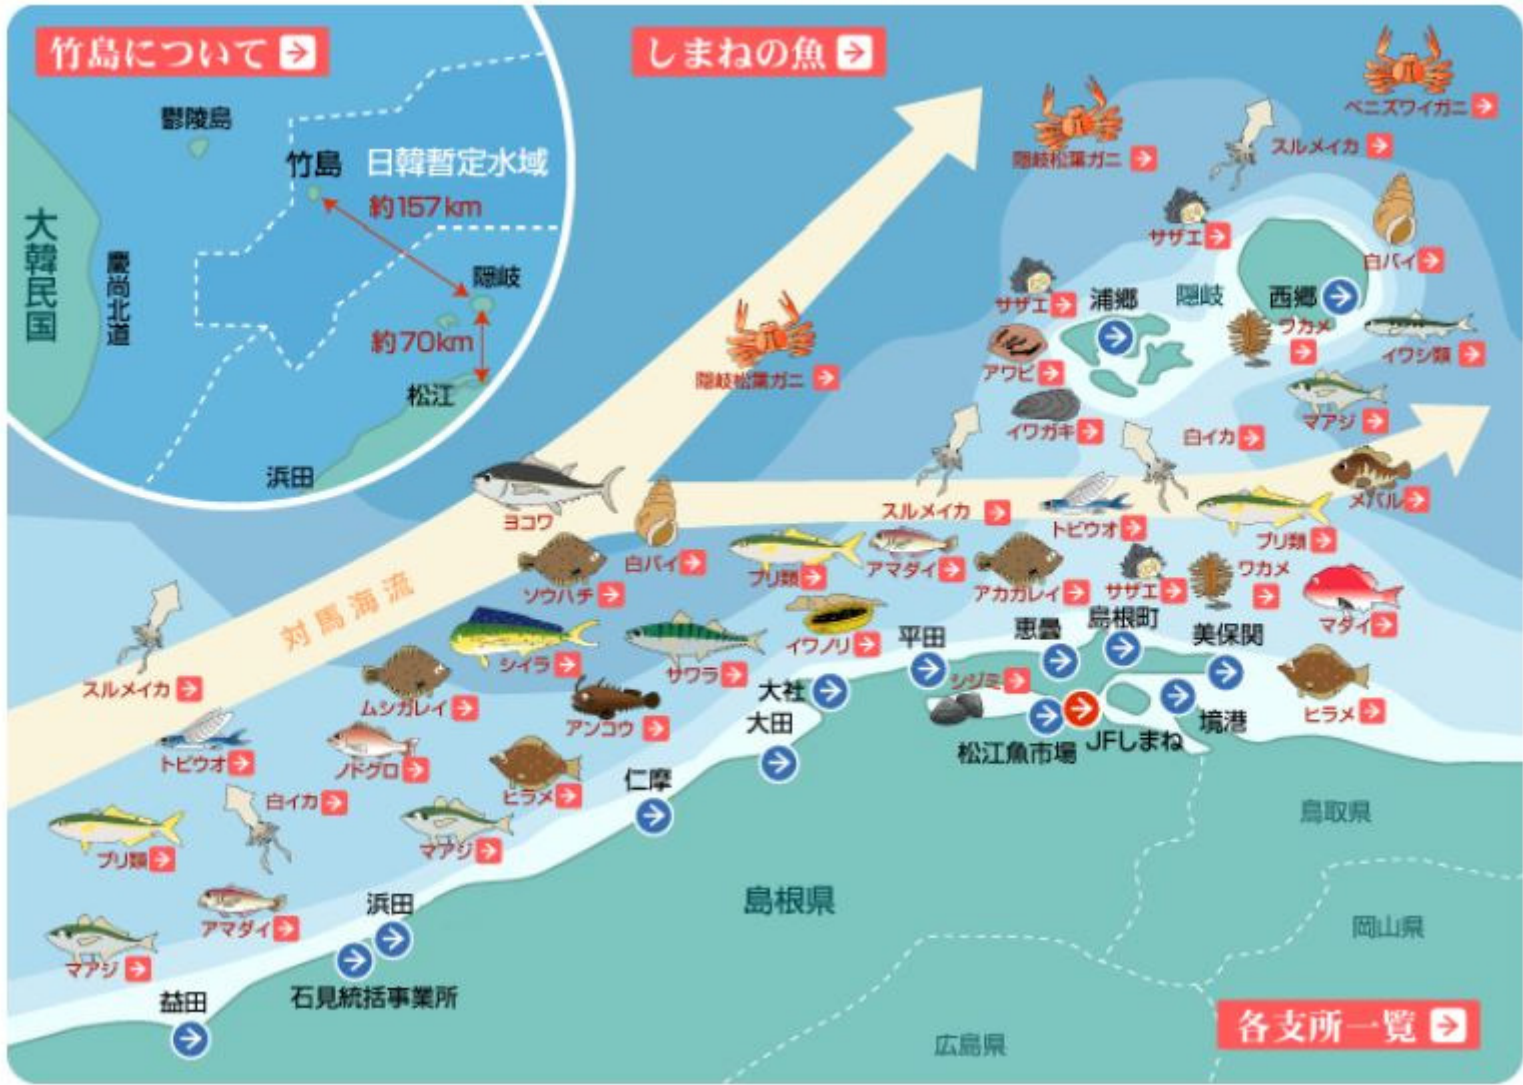 竹島について
しまねの魚
鬱陵島
竹島
日韓暫定水域
約157km
大韓民国
慶尚北道
隠岐
約70km
松江
浜田
ベニズワイガニ
隠岐松葉ガニ
スルメイカ
サザエ
白バイ
サザエ
浦郷
隠岐
西郷
ワカメ
イワシ類
アワビ
隠岐松葉ガニ
イワガキ
白イカ
マアジ
メバル
ヨコワ
スルメイカ
トビウオ
ブリ類
白バイ
ブリ類
アマダイ
アカガレイ
サザエ
ワカメ
マダイ
ソウハチ
対馬海流
シイラ
サワラ
イワノリ
平田
恵曇
島根町
美保関
スルメイカ
ムシガレイ
アンコウ
大社
シジミ
ヒラメ
大田
松江魚市場
JFしまね
境港
トビウオ
ノドグロ
ヒラメ
仁摩
白イカ
マアジ
ブリ類
鳥取県
島根県
浜田
アマダイ
岡山県
マアジ
益田
石見統括事業所
広島県
各支所一覧